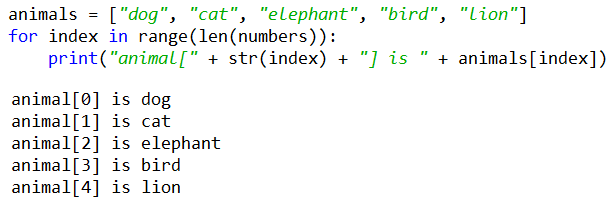 animals = ["dog", "cat", "elephant", "bird", "lion"]
for index in range(len(numbers)):
    print("animal[" + str(index) + "] is " + animals[index])
animal[0] is dog
animal[1] is cat
animal[2] is elephant
animal[3] is bird
animal[4] is lion